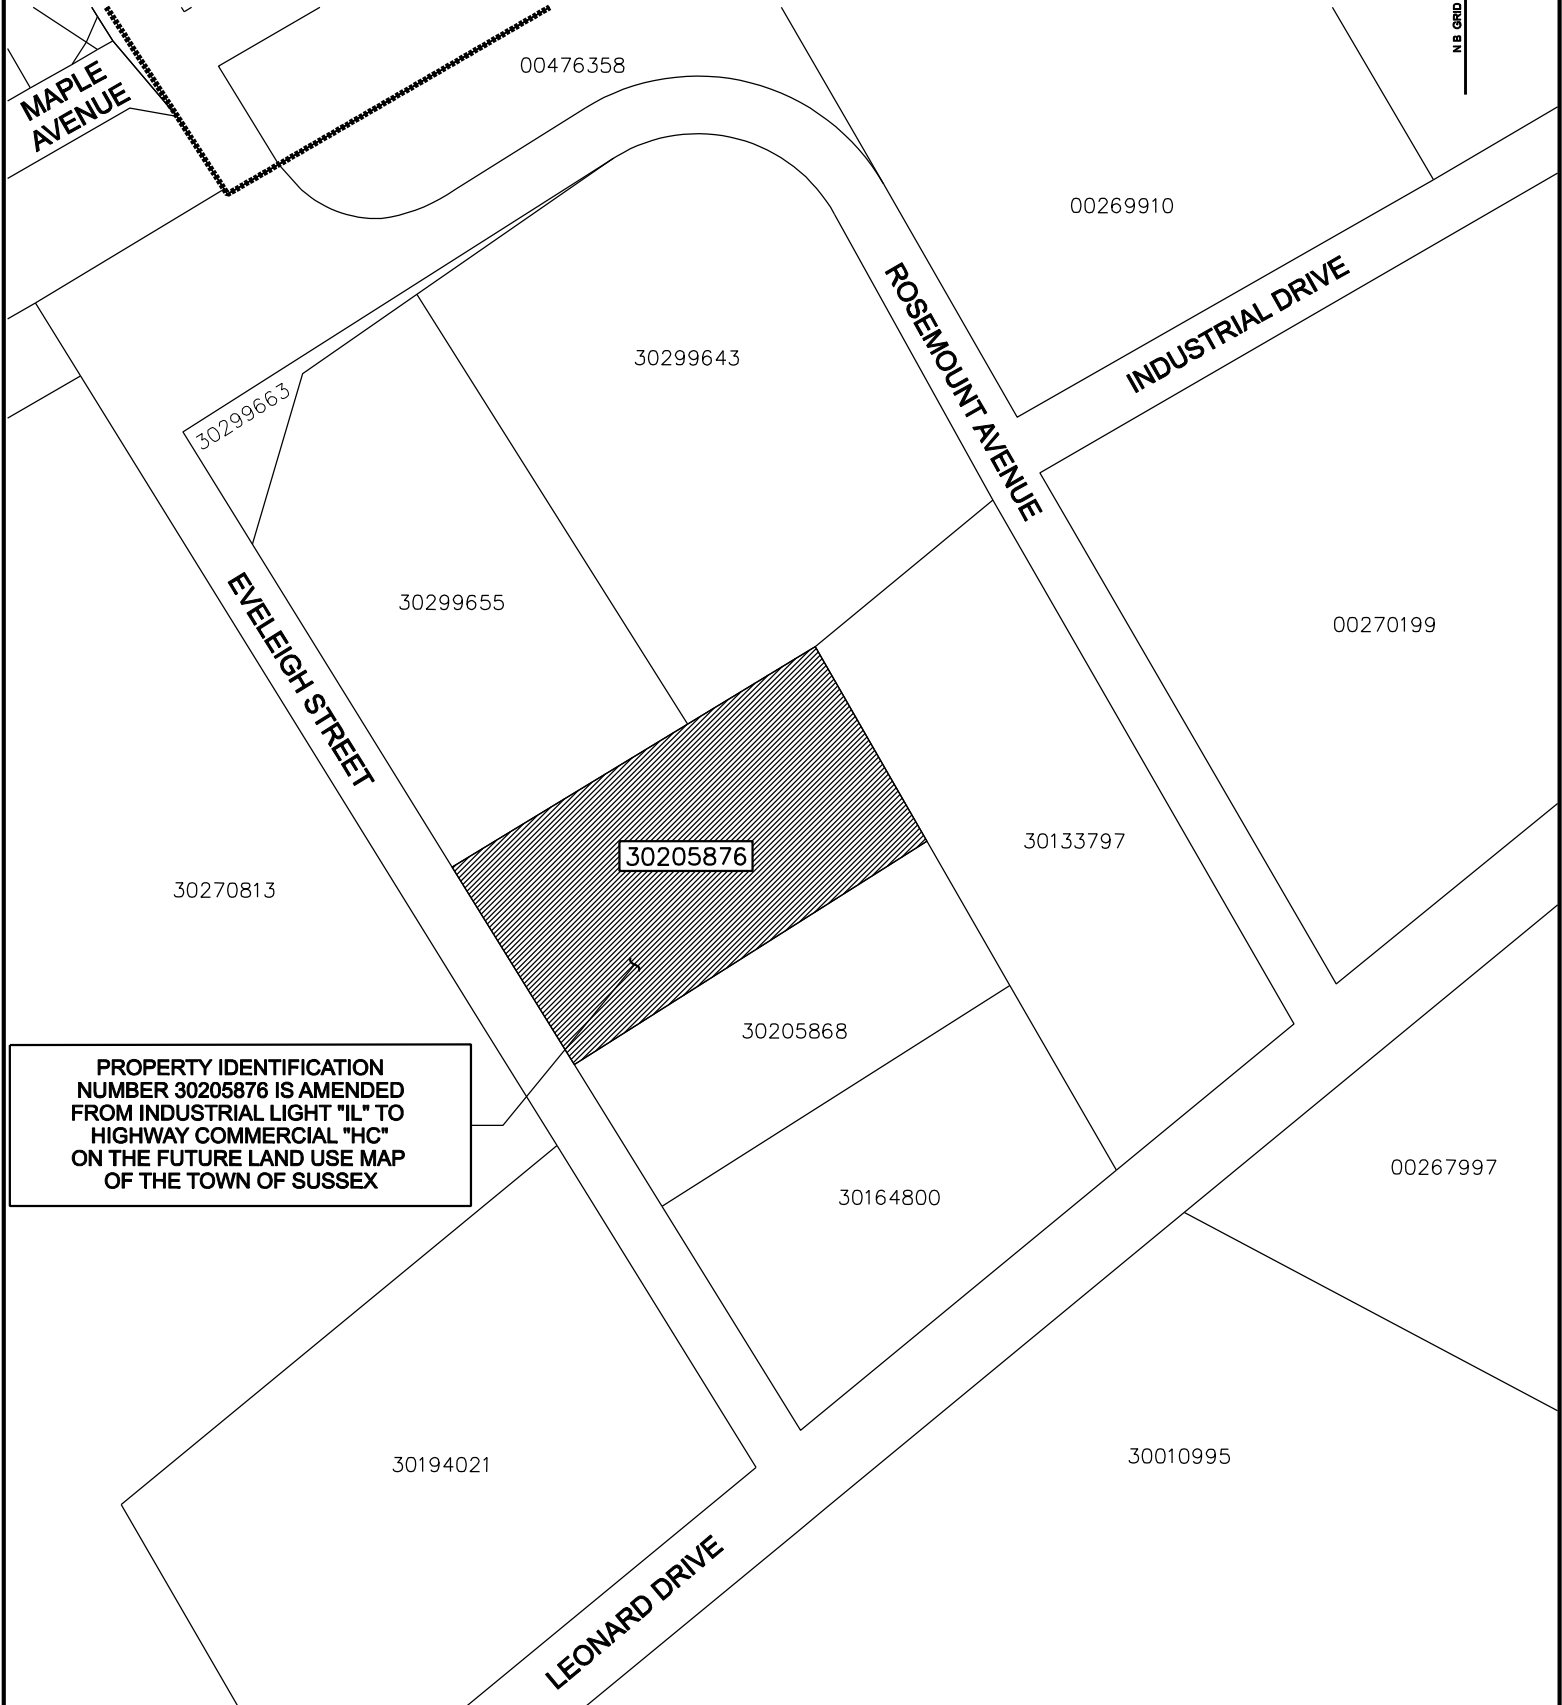 N B GRID
00476358
MAPLE
AVENUE
00269910
INDUSTRIAL DRIVE
ROSEMOUNT AVENUE
30299643
30299663
30299655
EVELEIGH STREET
00270199
30205876
30133797
30270813
30205868
PROPERTY IDENTIFICATION
NUMBER 30205876 IS AMENDED
FROM INDUSTRIAL LIGHT "IL" TO
HIGHWAY COMMERCIAL "HC"
ON THE FUTURE LAND USE MAP
OF THE TOWN OF SUSSEX
00267997
30164800
30194021
30010995
LEONARD DRIVE